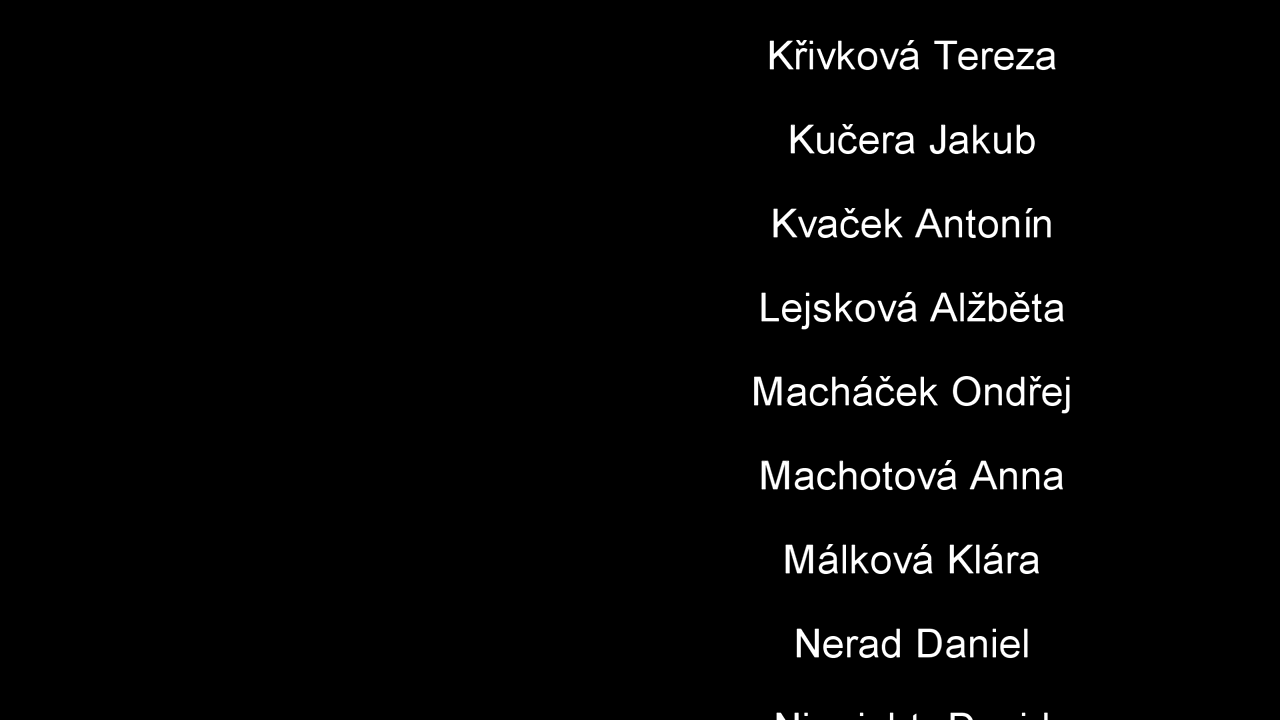 Křivková Tereza
Kučera Jakub
Kvaček Antonín
Lejsková Alžběta
Macháček Ondřej
Machotová Anna
Málková Klára
Nerad Daniel